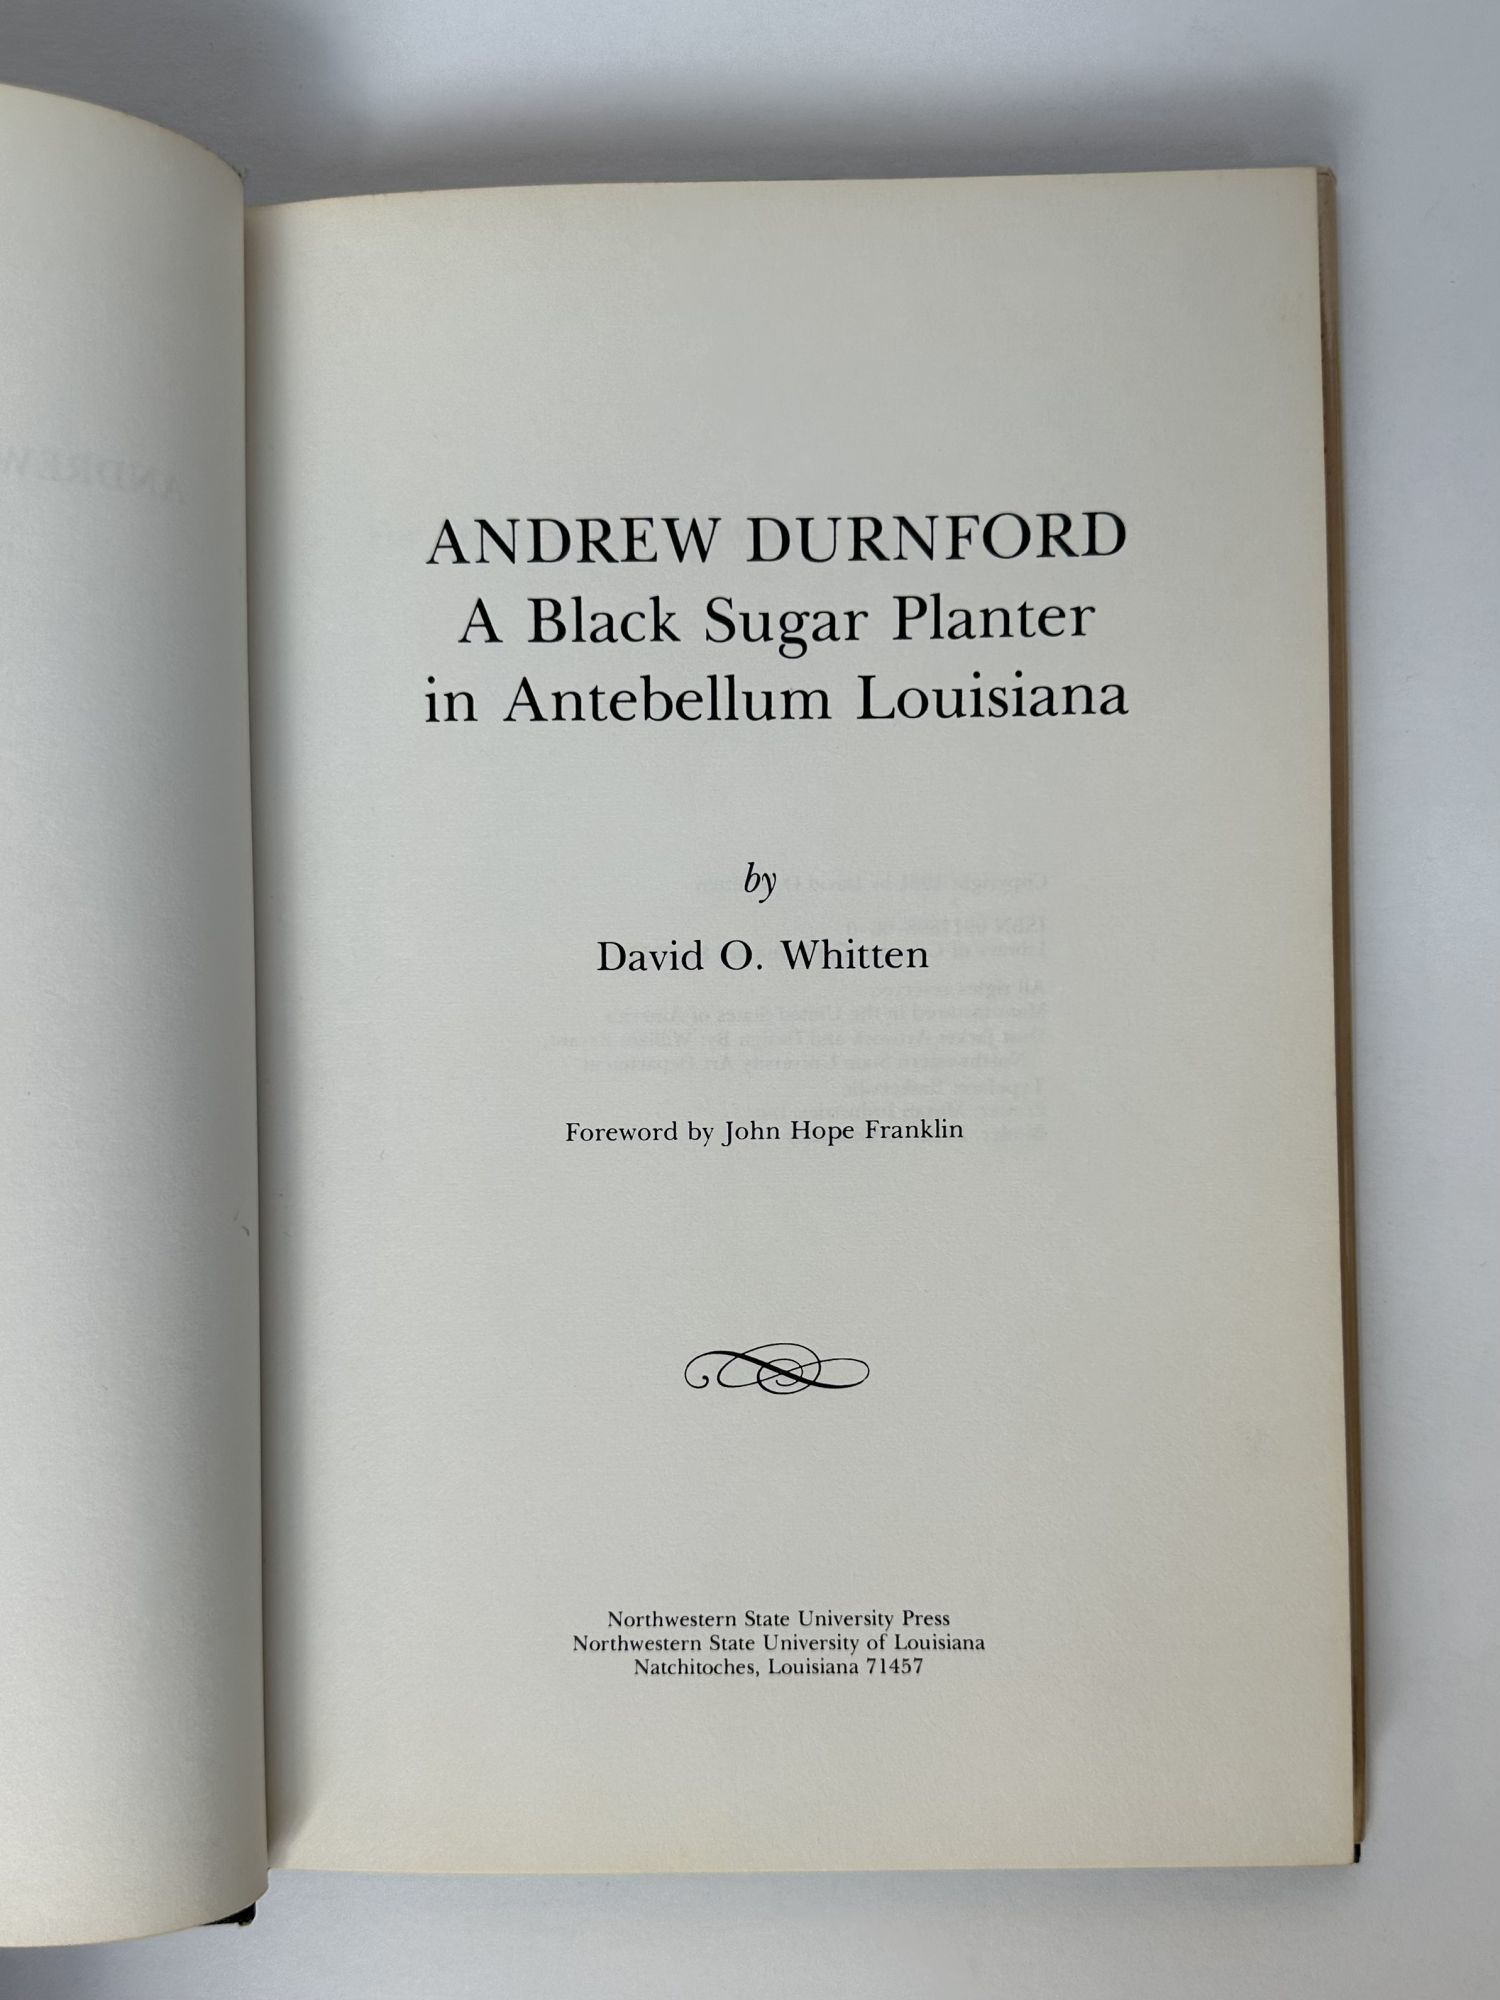 ANDREW DURNFORD
A Black Sugar Planter
in Antebellum Louisiana
by
David O. Whitten
Foreword by John Hope Franklin
Northwestern State University Press
Northwestern State University of Louisiana
Natchitoches, Louisiana 71457